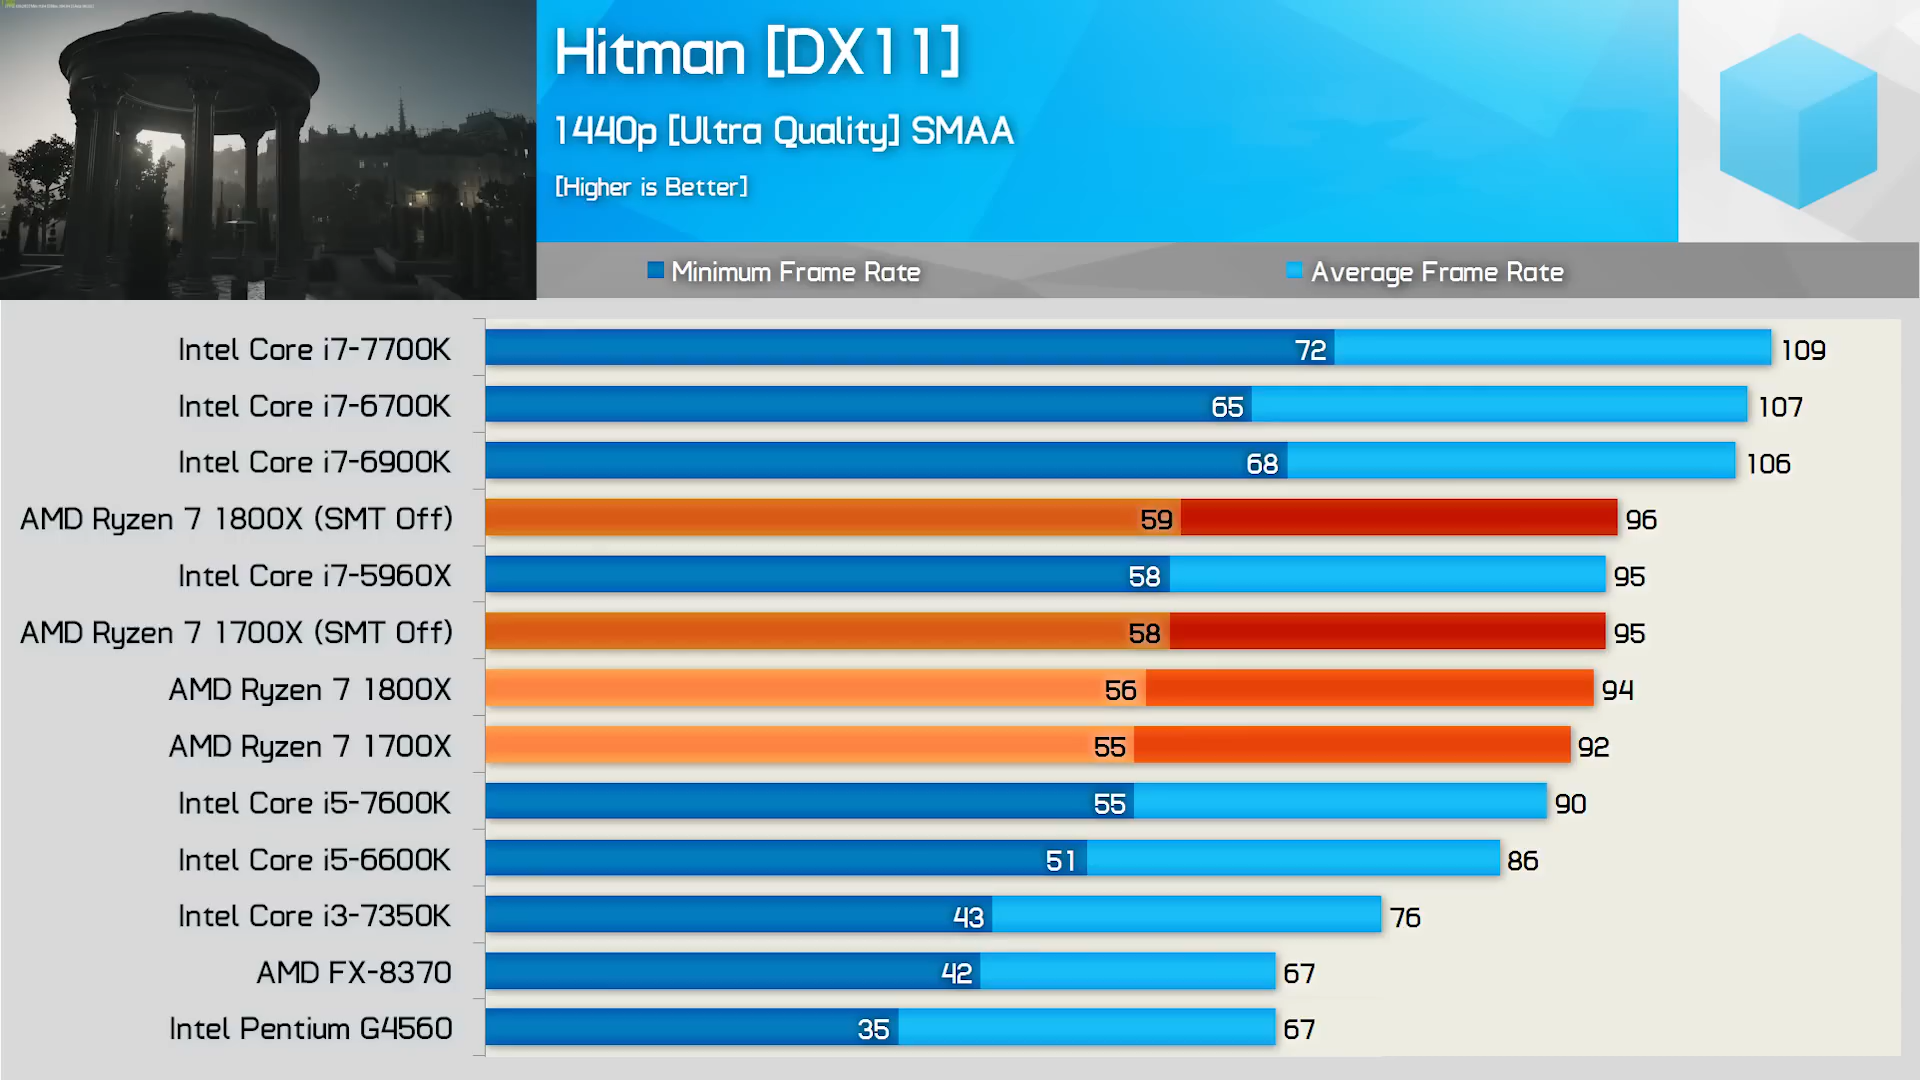 Hitman [DX11]
1440p [Ultra Quality] SMAA
[Higher is Better]
Minimum Frame Rate
Average Frame Rate
Intel Core i7-7700K 72 109
Intel Core i7-6700K 65 107
Intel Core i7-6900K 68 106
AMD Ryzen 7 1800X (SMT Off) 59 96
Intel Core i7-5960X 58 95
AMD Ryzen 7 1700X (SMT Off) 58 95
AMD Ryzen 7 1800X 56 94
AMD Ryzen 7 1700X 55 92
Intel Core i5-7600K 55 90
Intel Core i5-6600K 51 86
Intel Core i3-7350K 43 76
AMD FX-8370 42 67
Intel Pentium G4560 35 67